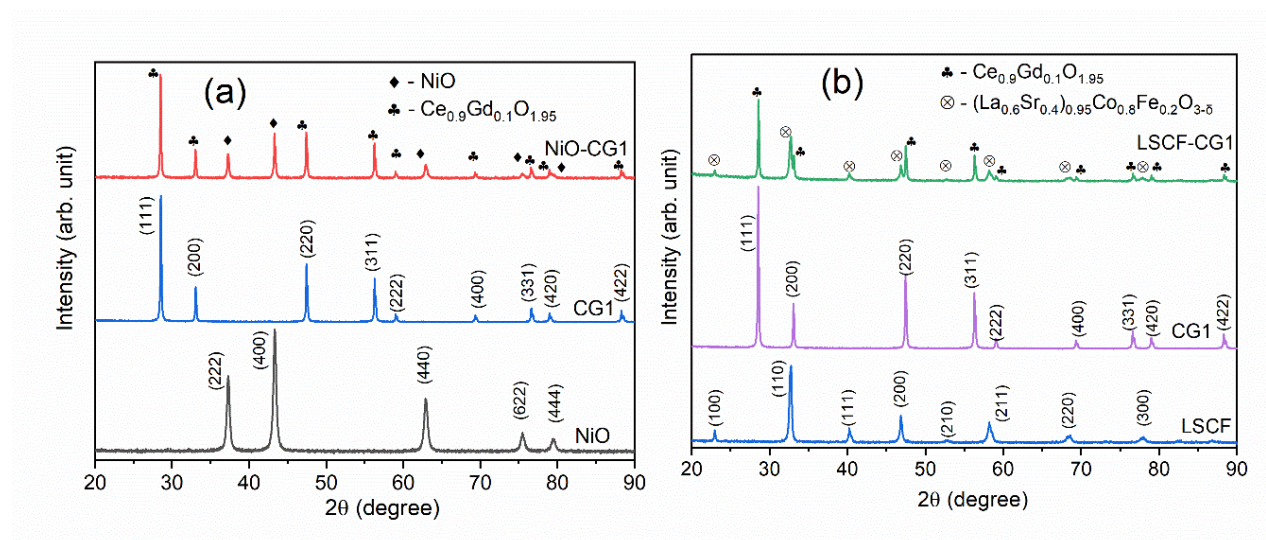 (a)
♦ - NiO
♣ - Ce0.9Gd0.1O1.95
NiO-CG1
(111)
(200)
(220)
(311)
(222)
(400)
(331)
(420)
(422)
CG1
(222)
(400)
(440)
(622)
(444)
NiO
Intensity (arb. unit)
20 30 40 50 60 70 80 90
2θ (degree)
(b)
♣ - Ce0.9Gd0.1O1.95
⊗ - (La0.6Sr0.4)0.95Co0.8Fe0.2O3-δ
LSCF-CG1
(111)
(200)
(220)
(311)
(222)
(400)
(331)
(420)
(422)
CG1
(100)
(110)
(111)
(200)
(210)
(211)
(220)
(300)
LSCF
Intensity (arb. unit)
20 30 40 50 60 70 80 90
2θ (degree)